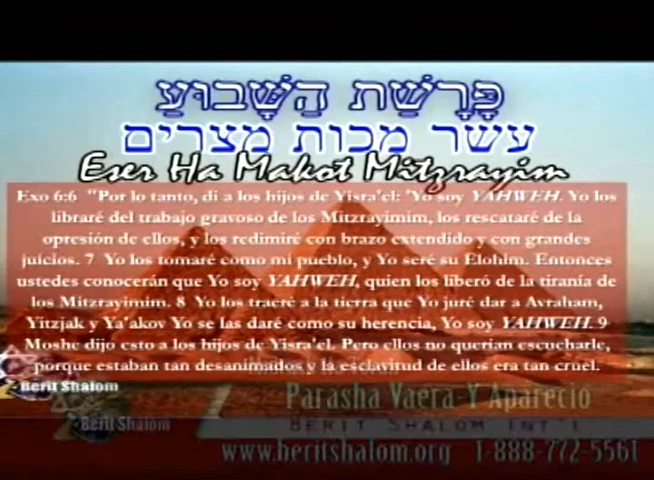 פָּרָשַׁת הַשָּׁבוּעַ
עשר מכות מצרים
Eser Ha Makot Mitzrayim
Exo 6:6 "Por lo tanto, di a los hijos de Yisra'el: 'Yo soy YAHWEH. Yo los
libraré del trabajo gravoso de los Mitzrayimim, los rescataré de la
opresión de ellos, y los redimiré con brazo extendido y con grandes
juicios. 7 Yo los tomaré como mi pueblo, y Yo seré su Elohim. Entonces
ustedes conocerán que Yo soy YAHWEH, quien los liberó de la tiranía de
los Mitzrayimim. 8 Yo los traeré a la tierra que Yo juré dar a Avraham,
Yitzjak y Ya'akov Yo se las daré como su herencia, Yo soy YAHWEH. 9
Moshe dijo esto a los hijos de Yisra'el. Pero ellos no querían escucharle,
porque estaban tan desanimados y la esclavitud de ellos era tan cruel.
Berit Shalom
Parasha Vaera-Y Apareció
Berit Shalom
BERIT SHALOM INT'L
www.beritshalom.org 1-888-772-5561